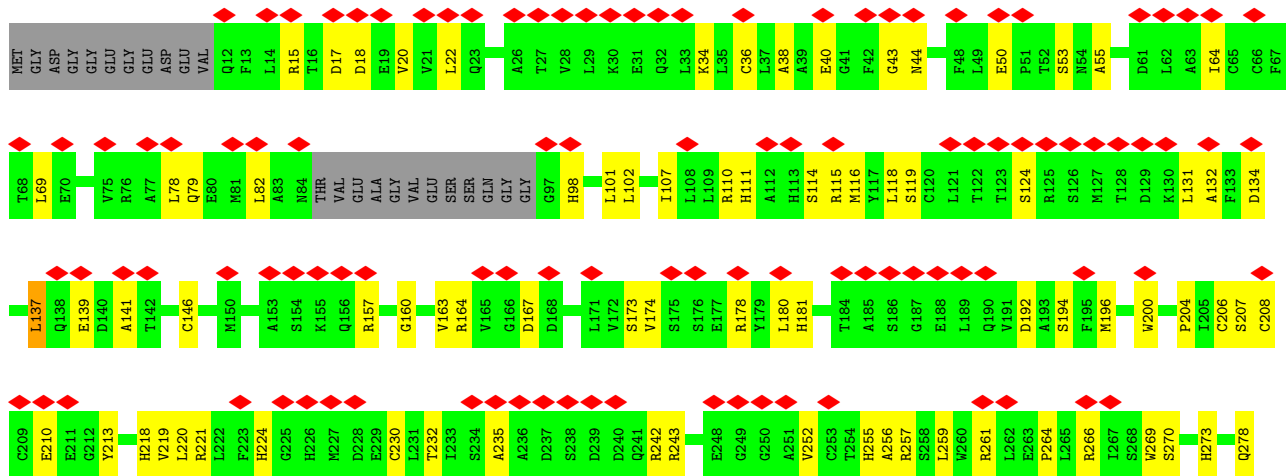 MET GLY ASP GLY GLY GLU GLY GLU ASP GLU VAL Q12 F13 L14 R15 T16 D17 D18 E19 V20 V21 L22 Q23 A26 T27 V28 L29 K30 E31 Q32 L33 K34 L35 C36 L37 A38 A39 E40 G41 F42 G43 N44 F48 L49 E50 P51 T52 S53 N54 A55 D61 L62 A63 I64 C65 C66 F67
T68 L69 E70 V75 R76 A77 L78 Q79 E80 M81 L82 A83 N84 THR VAL GLU ALA GLY VAL GLU SER SER GLN GLY GLY G97 H98 L101 L102 I107 L108 L109 R110 H111 A112 H113 S114 R115 M116 Y117 L118 S119 C120 L121 T122 T123 S124 R125 S126 M127 T128 D129 K130 L131 A132 F133 D134
L137 Q138 E139 D140 A141 T142 C146 M150 A153 S154 K155 Q156 R157 G160 V163 R164 V165 G166 D167 D168 L171 V172 S173 V174 S175 S176 E177 R178 Y179 L180 H181 T184 A185 S186 G187 E188 L189 Q190 V191 D192 A193 S194 F195 M196 W200 P204 I205 C206 S207 C208
C209 E210 E211 G212 Y213 H218 V219 L220 R221 L222 F223 H224 G225 H226 M227 D228 E229 C230 L231 T232 I233 S234 A235 A236 D237 S238 D239 D240 Q241 R242 R243 E248 G249 G250 A251 V252 C253 T254 H255 A256 R257 S258 L259 W260 R261 L262 E263 P264 L265 R266 I267 S268 W269 S270 H273 Q278